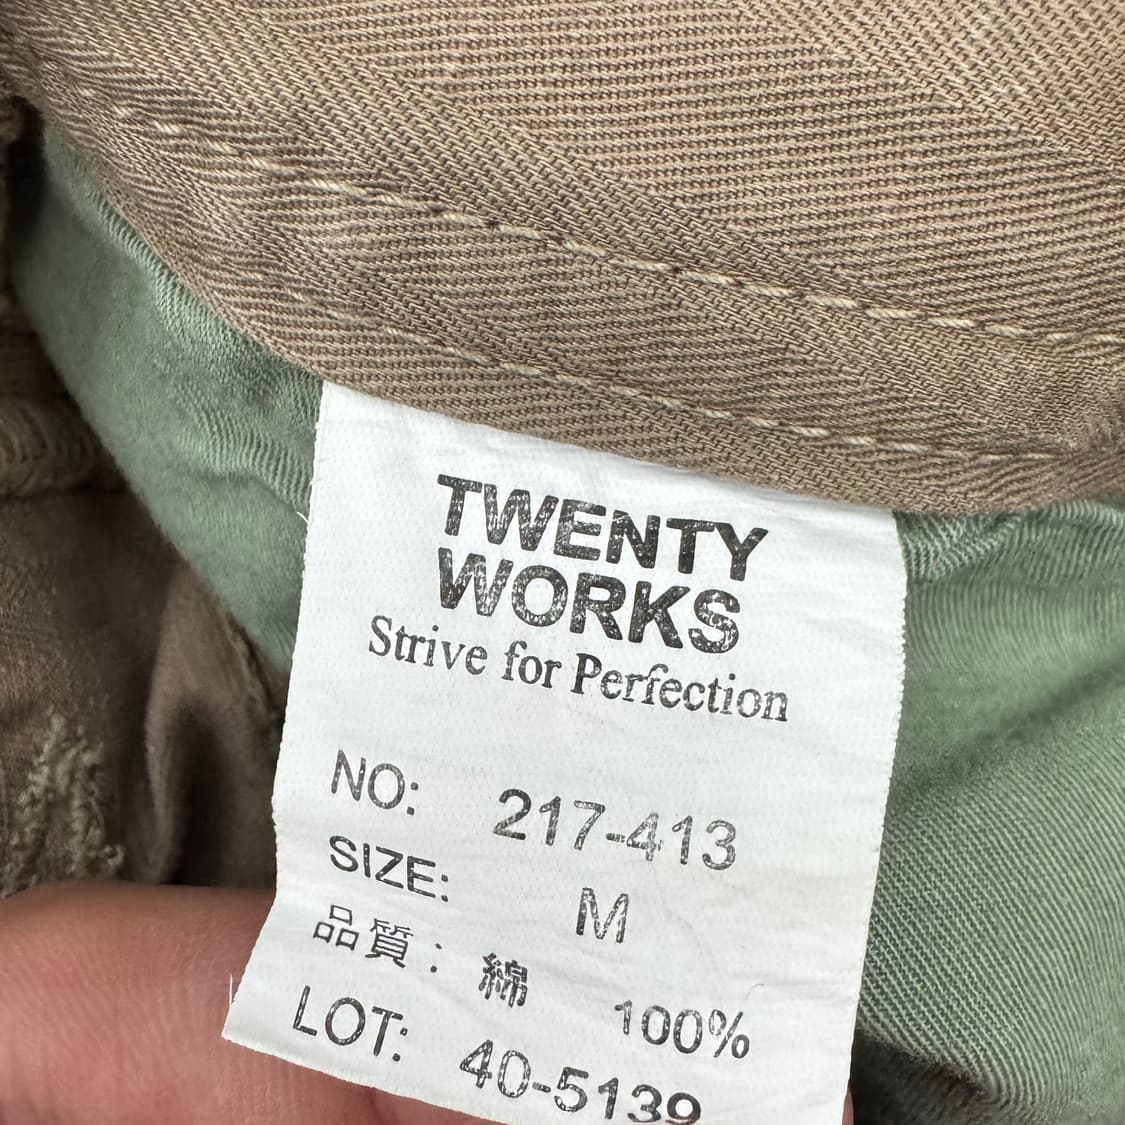 TWENTY
WORKS
Strive for Perfection
NO: 217-413
SIZE: M
品質: 綿 100%
LOT: 40-5139